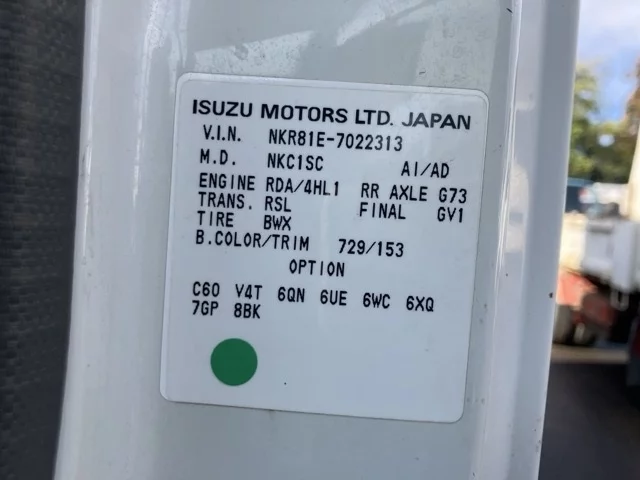 ISUZU MOTORS LTD. JAPAN
V.I.N. NKR81E-7022313
M.D. NKC1SC AI/AD
ENGINE RDA/4HL1 RR AXLE G73
TRANS. RSL FINAL GV1
TIRE BWX
B.COLOR/TRIM 729/153
OPTION
C60 V4T 6QN 6UE 6WC 6XQ
7GP 8BK